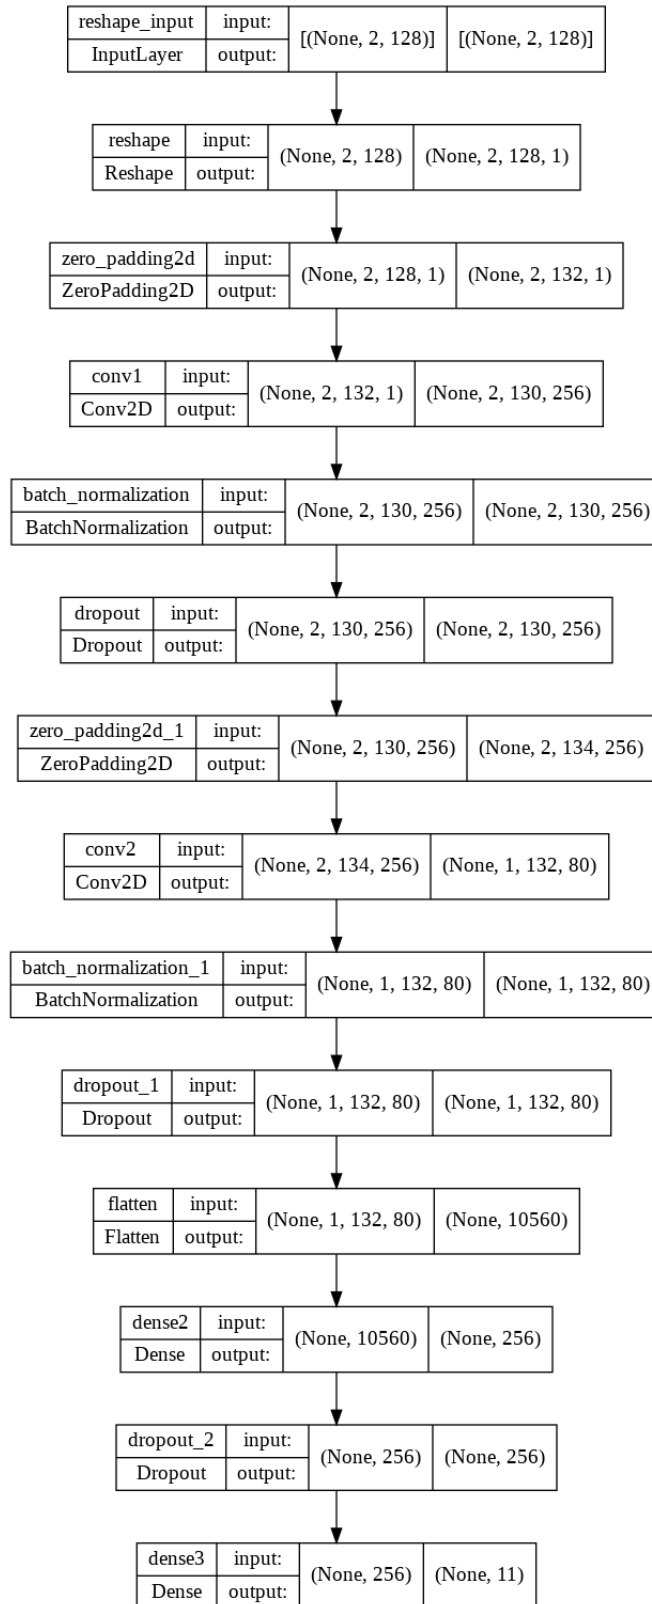 reshape_input input: [(None, 2, 128)] [(None, 2, 128)]
InputLayer output:
reshape input: (None, 2, 128) (None, 2, 128, 1)
Reshape output:
zero_padding2d input: (None, 2, 128, 1) (None, 2, 132, 1)
ZeroPadding2D output:
conv1 input: (None, 2, 132, 1) (None, 2, 130, 256)
Conv2D output:
batch_normalization input: (None, 2, 130, 256) (None, 2, 130, 256)
BatchNormalization output:
dropout input: (None, 2, 130, 256) (None, 2, 130, 256)
Dropout output:
zero_padding2d_1 input: (None, 2, 130, 256) (None, 2, 134, 256)
ZeroPadding2D output:
conv2 input: (None, 2, 134, 256) (None, 1, 132, 80)
Conv2D output:
batch_normalization_1 input: (None, 1, 132, 80) (None, 1, 132, 80)
BatchNormalization output:
dropout_1 input: (None, 1, 132, 80) (None, 1, 132, 80)
Dropout output:
flatten input: (None, 1, 132, 80) (None, 10560)
Flatten output:
dense2 input: (None, 10560) (None, 256)
Dense output:
dropout_2 input: (None, 256) (None, 256)
Dropout output:
dense3 input: (None, 256) (None, 11)
Dense output: